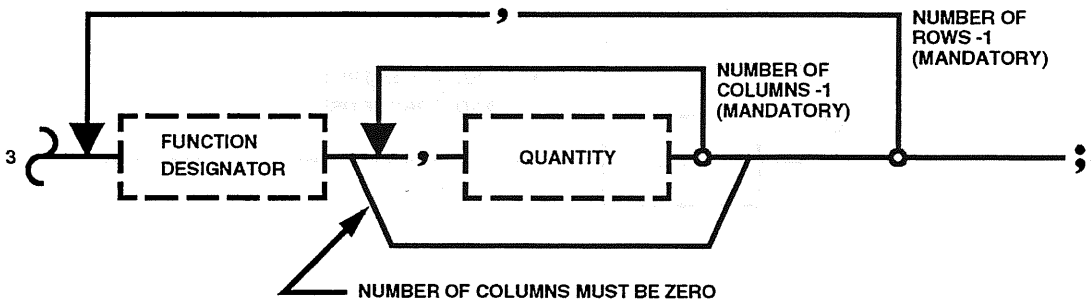 ,
NUMBER OF
ROWS -1
(MANDATORY)
NUMBER OF
COLUMNS -1
(MANDATORY)
3
FUNCTION
DESIGNATOR
,
QUANTITY
;
NUMBER OF COLUMNS MUST BE ZERO